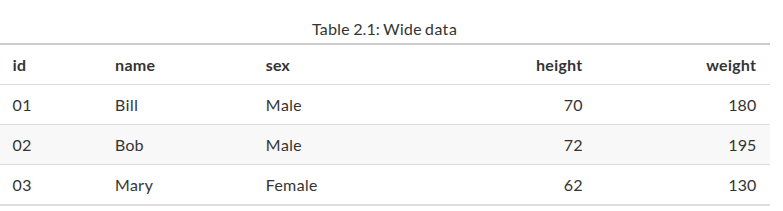 Table 2.1: Wide data
id name sex height weight
01 Bill Male 70 180
02 Bob Male 72 195
03 Mary Female 62 130